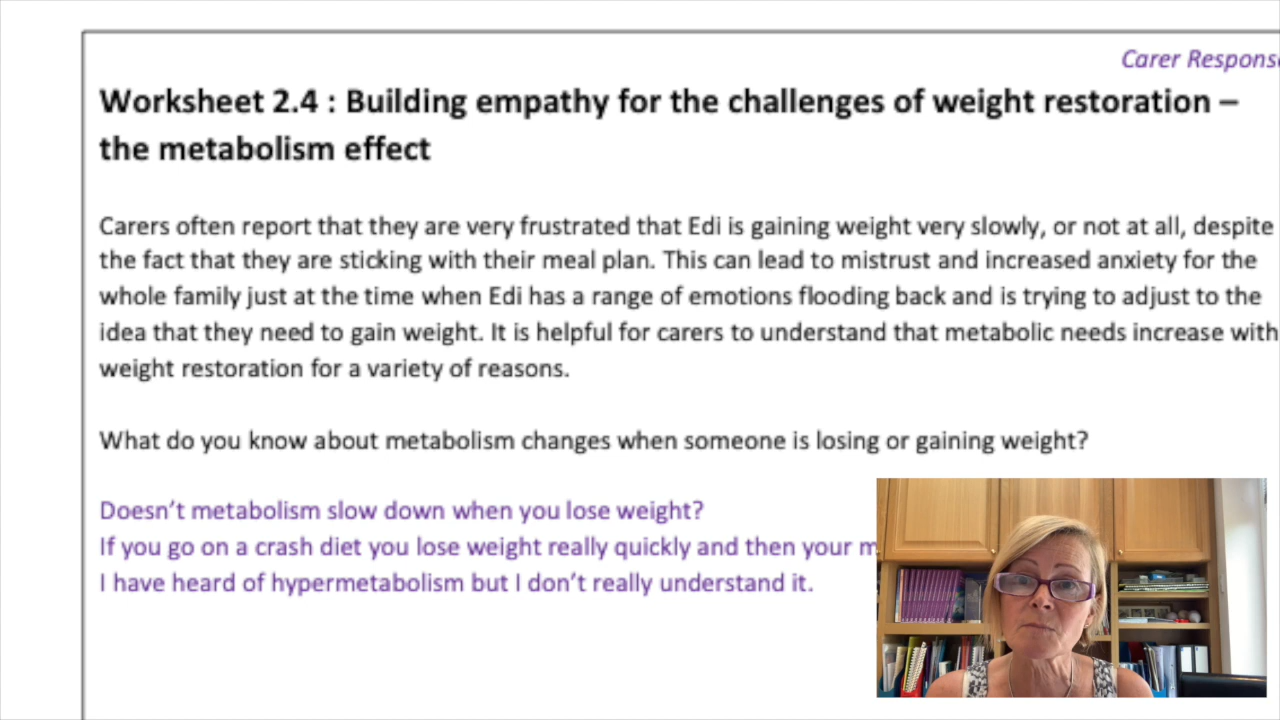 Carer Respons
Worksheet 2.4 : Building empathy for the challenges of weight restoration –
the metabolism effect
Carers often report that they are very frustrated that Edi is gaining weight very slowly, or not at all, despite
the fact that they are sticking with their meal plan. This can lead to mistrust and increased anxiety for the
whole family just at the time when Edi has a range of emotions flooding back and is trying to adjust to the
idea that they need to gain weight. It is helpful for carers to understand that metabolic needs increase with
weight restoration for a variety of reasons.
What do you know about metabolism changes when someone is losing or gaining weight?
Doesn’t metabolism slow down when you lose weight?
If you go on a crash diet you lose weight really quickly and then your m
I have heard of hypermetabolism but I don’t really understand it.